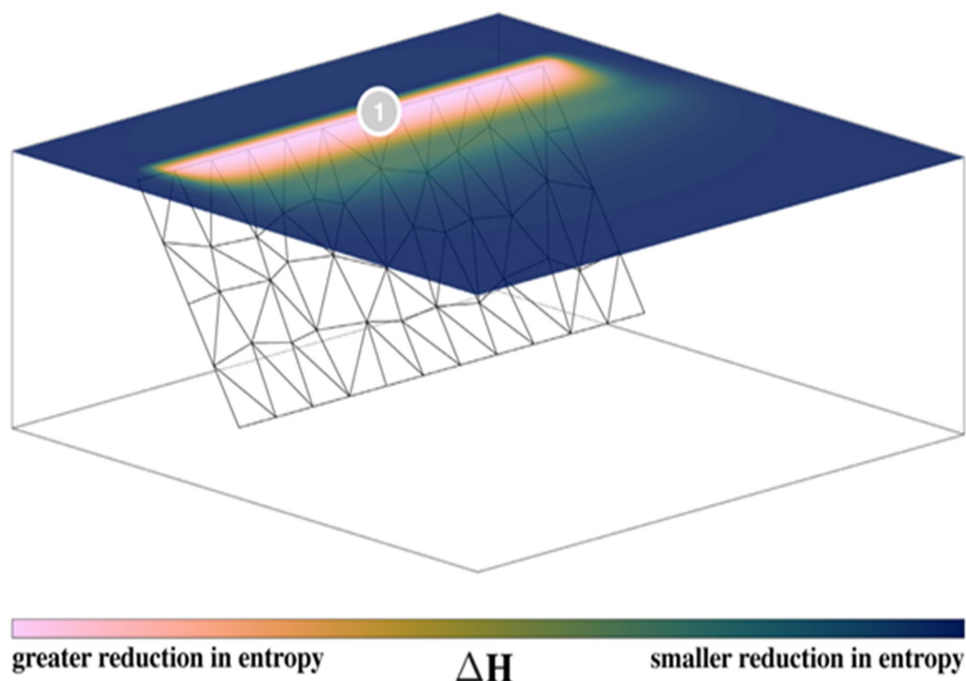 1
greater reduction in entropy
ΔH
smaller reduction in entropy